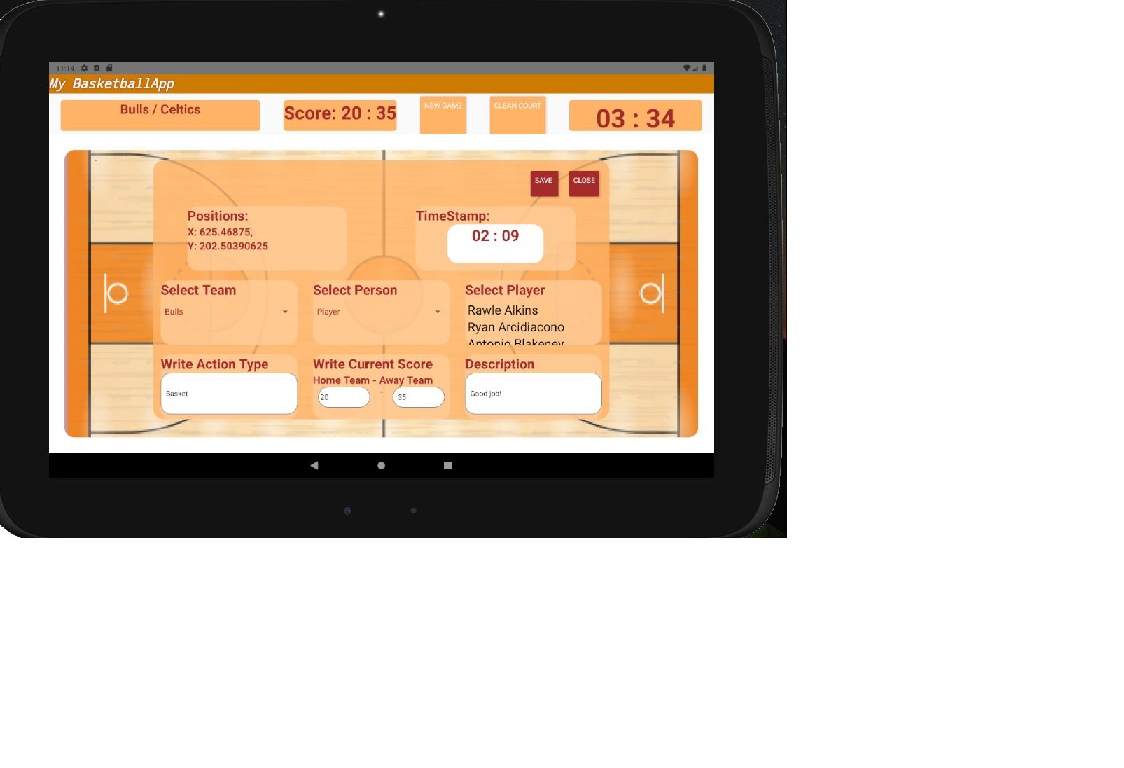 11:14
My BasketballApp
Bulls / Celtics
Score: 20 : 35
NEW GAME
CLEAN COURT
03 : 34
SAVE
CLOSE
Positions:
X: 625.46875,
Y: 202.50390625
TimeStamp:
02 : 09
Select Team
Bulls
Select Person
Player
Select Player
Rawle Alkins
Ryan Arcidiacono
Antonio Blakeney
Write Action Type
Basket
Write Current Score
Home Team - Away Team
20
-
35
Description
Good job!